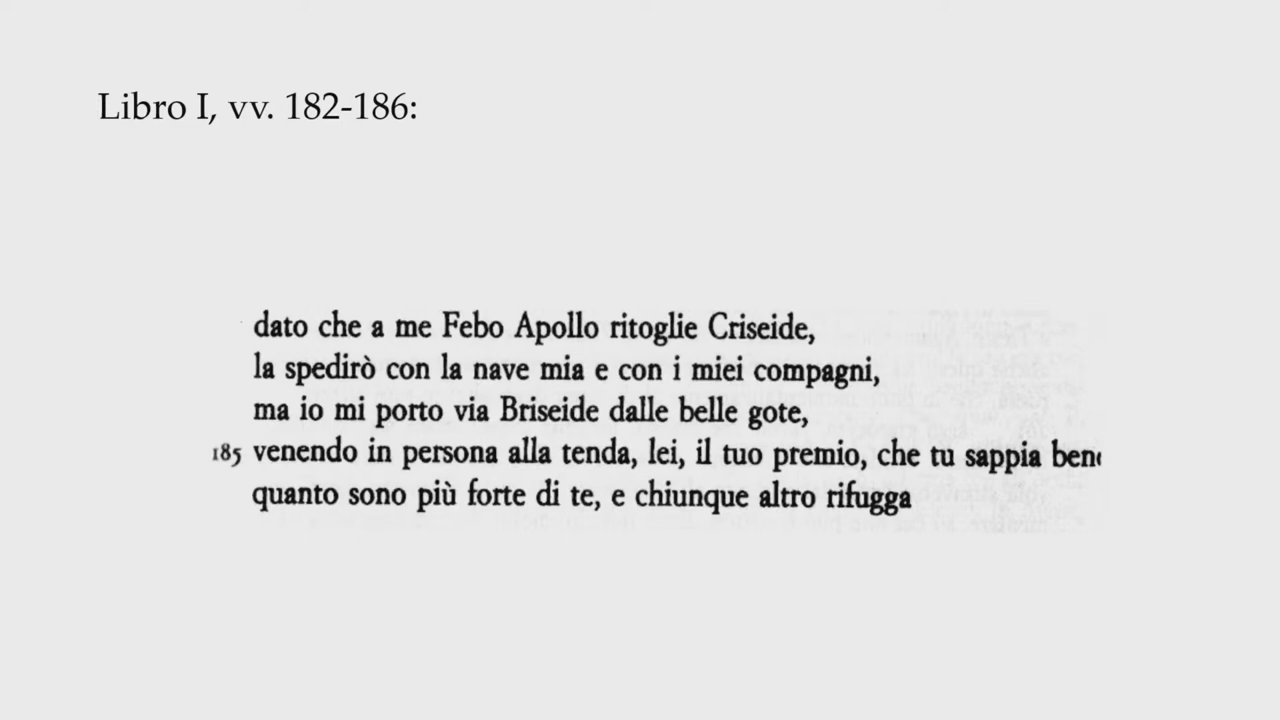 Libro I, vv. 182-186:
dato che a me Febo Apollo ritoglie Criseide,
la spedirò con la nave mia e con i miei compagni,
ma io mi porto via Briseide dalle belle gote,
185 venendo in persona alla tenda, lei, il tuo premio, che tu sappia bene
quanto sono più forte di te, e chiunque altro rifugga